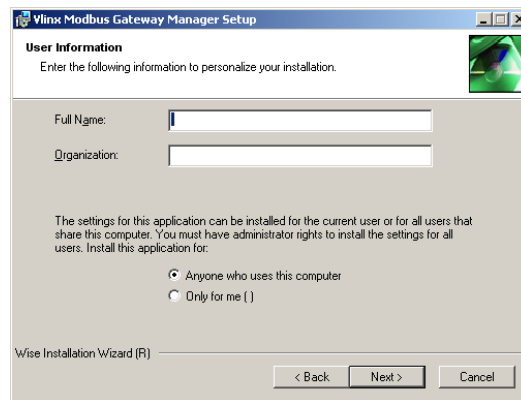 Vlinx Modbus Gateway Manager Setup
User Information
Enter the following information to personalize your installation.
Full Name:
Organization:
The settings for this application can be installed for the current user or for all users that
share this computer. You must have administrator rights to install the settings for all
users. Install this application for:
Anyone who uses this computer
Only for me ( )
Wise Installation Wizard (R)
< Back
Next >
Cancel